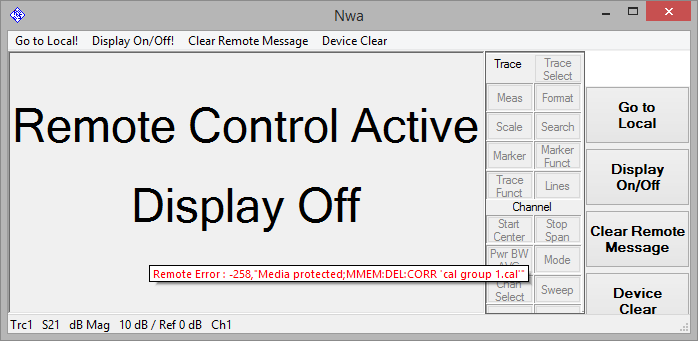 Nwa
Go to Local! Display On/Off! Clear Remote Message Device Clear
Remote Control Active
Display Off
Remote Error : -258,"Media protected;MMEM:DEL:CORR 'cal group 1.cal'"
Trace
Trace Select
Meas
Format
Scale
Search
Marker
Marker Funct
Trace Funct
Lines
Channel
Start Center
Stop Span
Pwr BW
Mode
Chan Select
Sweep
Go to
Local
Display
On/Off
Clear Remote
Message
Device
Clear
Trc1 S21 dB Mag 10 dB / Ref 0 dB Ch1